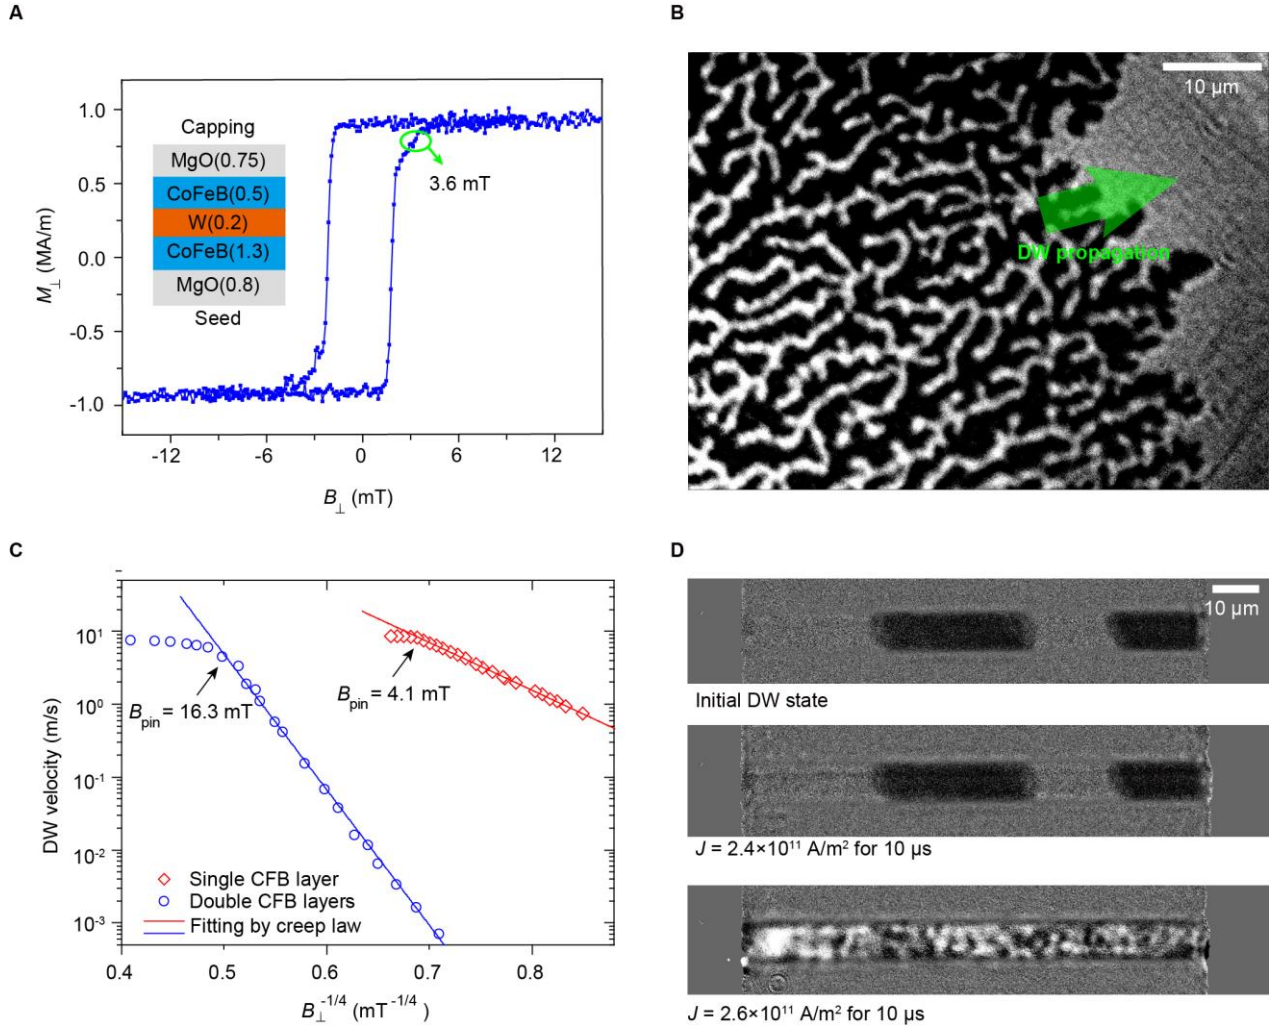 A
1.0
0.5
0.0
-0.5
-1.0
M⊥ (MA/m)
Capping
MgO(0.75)
CoFeB(0.5)
W(0.2)
CoFeB(1.3)
MgO(0.8)
Seed
3.6 mT
-12
-6
0
6
12
B⊥ (mT)
B
10 µm
DW propagation
C
10¹
10⁰
10⁻¹
10⁻²
10⁻³
DW velocity (m/s)
Bpin = 16.3 mT
Bpin = 4.1 mT
Single CFB layer
Double CFB layers
Fitting by creep law
0.4
0.5
0.6
0.7
0.8
B⊥⁻¹/⁴ (mT⁻¹/⁴)
D
10 µm
Initial DW state
J = 2.4×10¹¹ A/m² for 10 µs
J = 2.6×10¹¹ A/m² for 10 µs